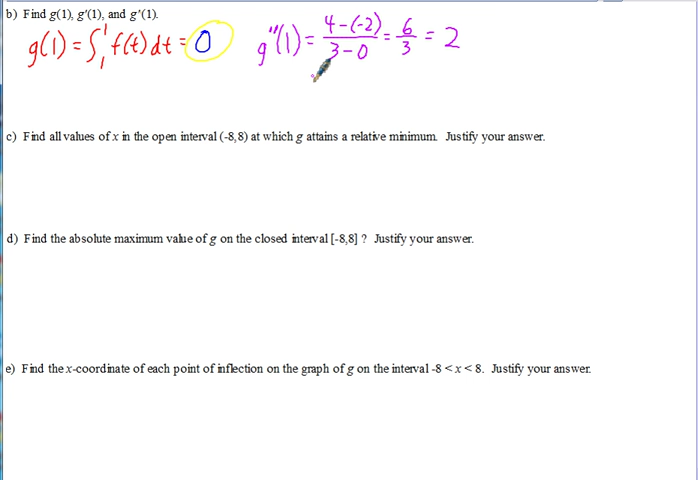 b) Find g(1), g'(1), and g"(1).
g(1) = ∫₁¹ f(t) dt = 0
g"(1) = (4-(-2))/(3-0) = 6/3 = 2
c) Find all values of x in the open interval (-8,8) at which g attains a relative minimum. Justify your answer.
d) Find the absolute maximum value of g on the closed interval [-8,8] ? Justify your answer.
e) Find the x-coordinate of each point of inflection on the graph of g on the interval -8 < x < 8. Justify your answer.